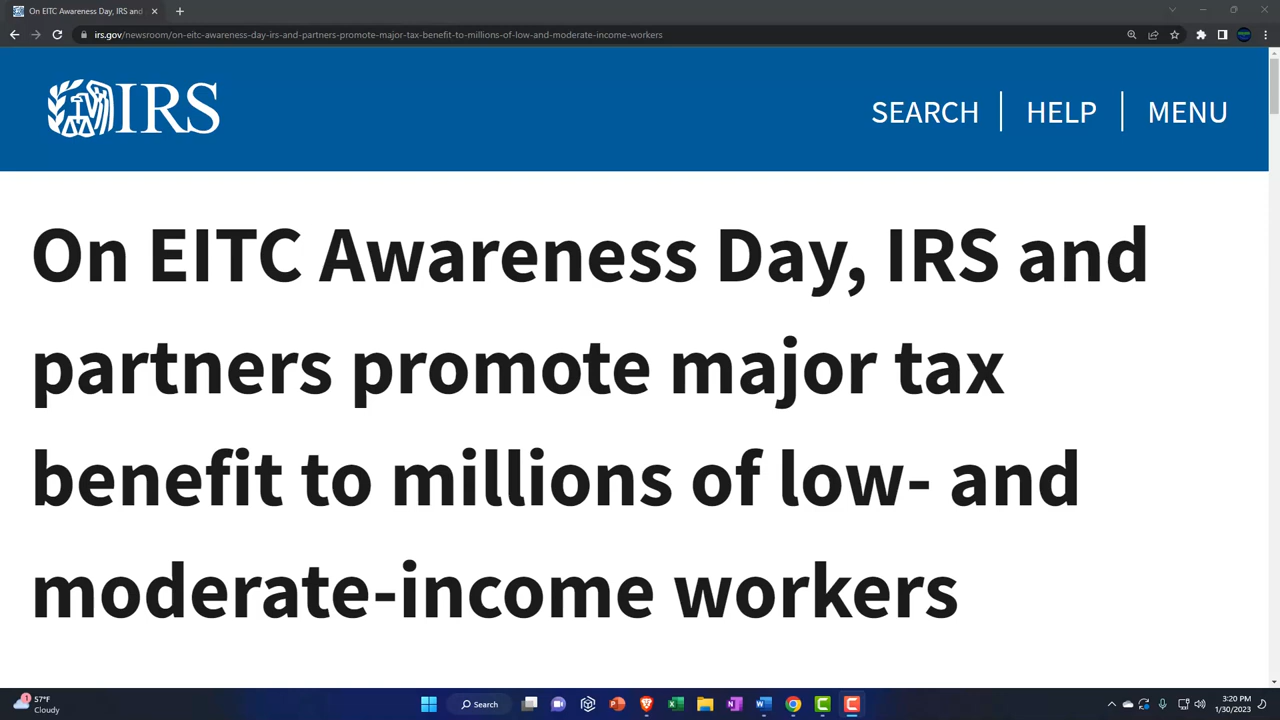 On EITC Awareness Day, IRS and
irs.gov/newsroom/on-eitc-awareness-day-irs-and-partners-promote-major-tax-benefit-to-millions-of-low-and-moderate-income-workers
IRS
SEARCH
HELP
MENU
On EITC Awareness Day, IRS and
partners promote major tax
benefit to millions of low- and
moderate-income workers
1
57°F
Cloudy
Search
3:20 PM
1/30/2023